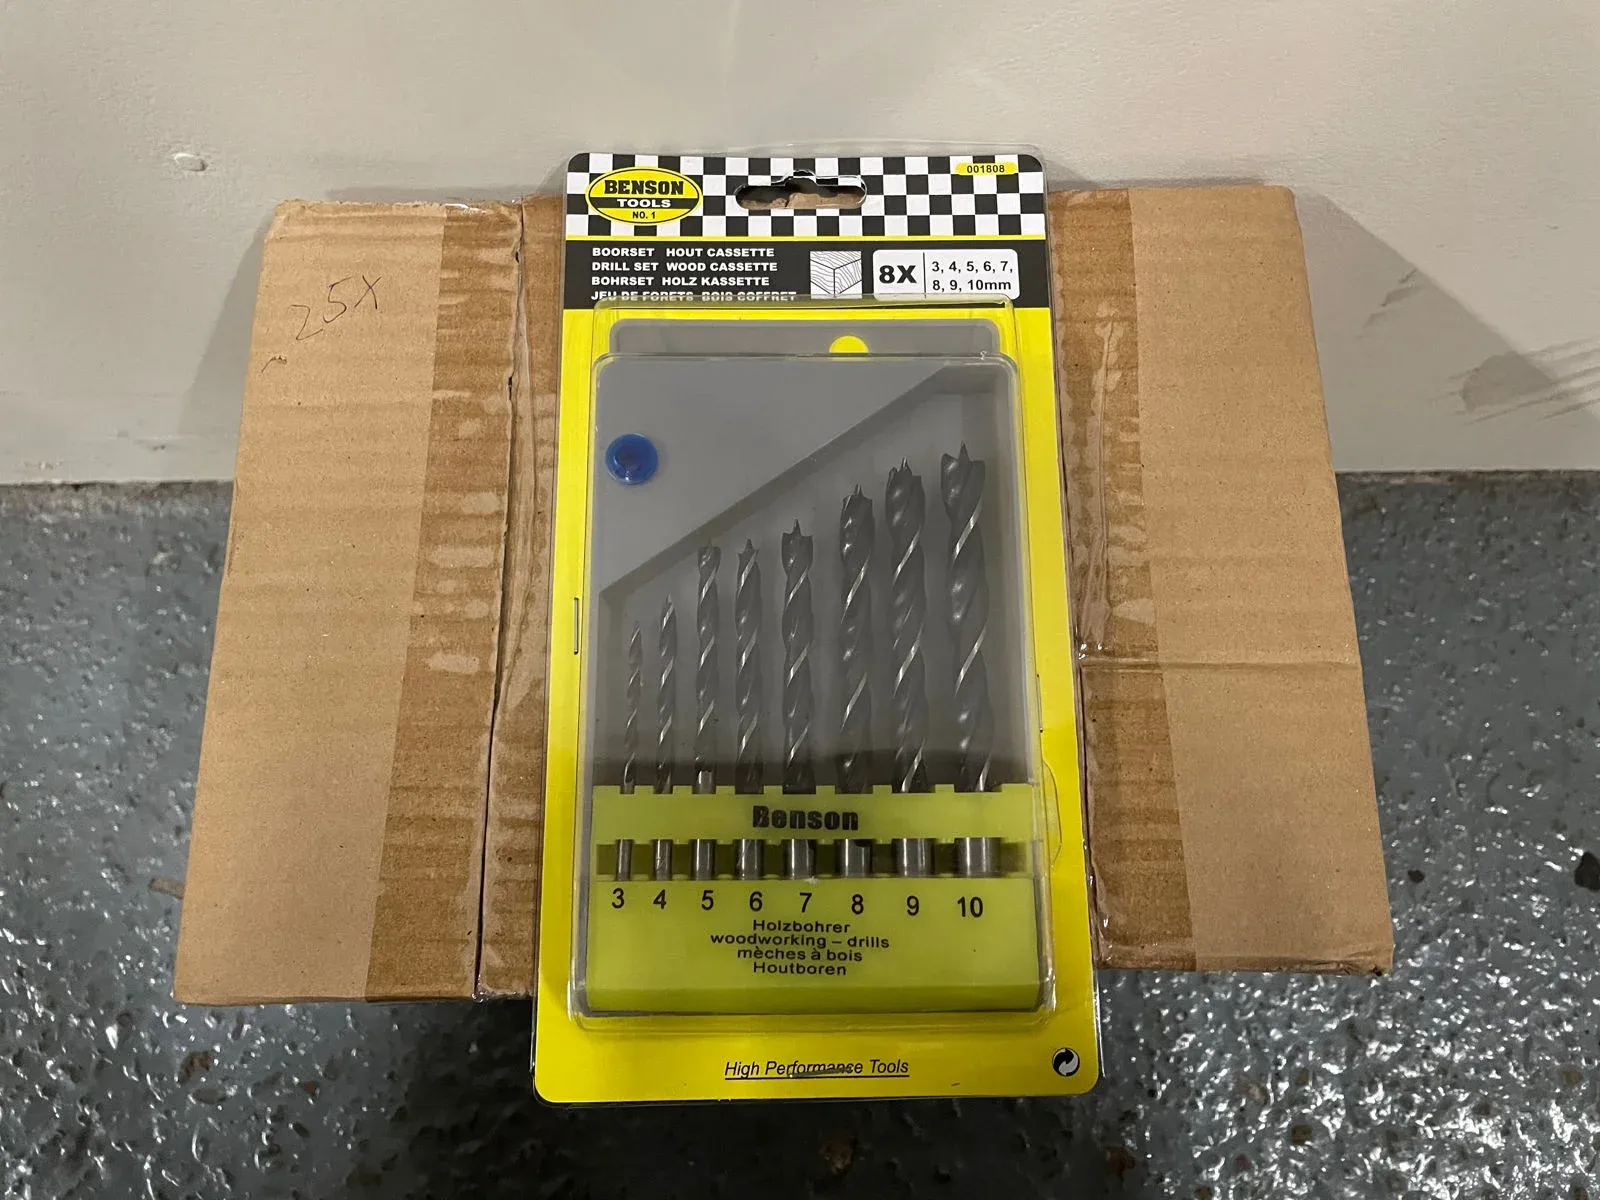 001808
BENSON
TOOLS
NO. 1
BOORSET HOUT CASSETTE
DRILL SET WOOD CASSETTE
BOHRSET HOLZ KASSETTE
JEU DE FORETS BOIS COFFRET
8X
3, 4, 5, 6, 7,
8, 9, 10mm
25X
Benson
3 4 5 6 7 8 9 10
Holzbohrer
woodworking – drills
mèches à bois
Houtboren
High Performance Tools